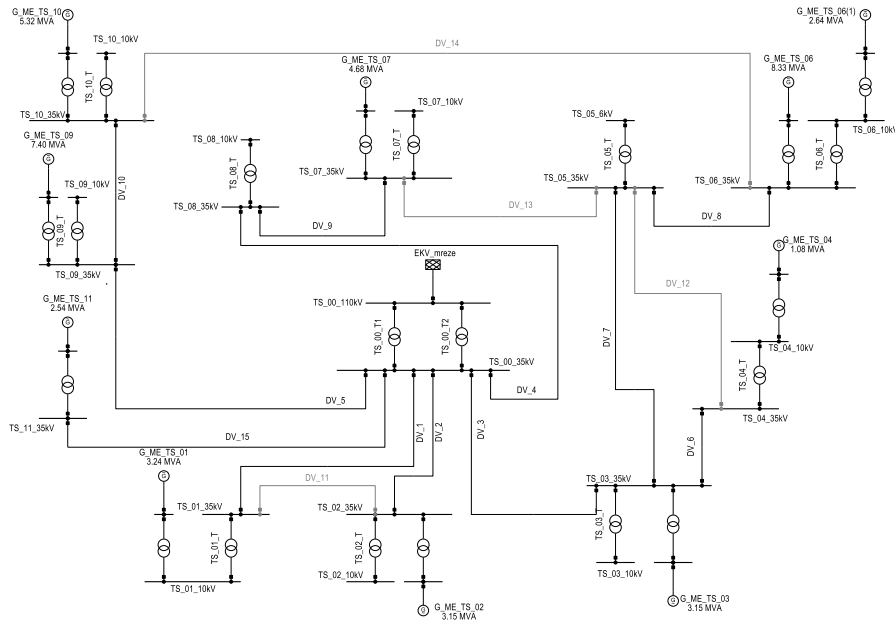 G_ME_TS_10
5.32 MVA
G
TS_10_10kV
TS_10_T
TS_10_35kV
DV_14
G_ME_TS_07
4.68 MVA
G
TS_07_10kV
TS_07_T
TS_07_35kV
G_ME_TS_06(1)
2.64 MVA
G
G_ME_TS_06
8.33 MVA
G
TS_06_10kV
TS_06_T
TS_06_35kV
TS_05_6kV
TS_05_T
TS_05_35kV
TS_08_10kV
TS_08_T
TS_08_35kV
G_ME_TS_09
7.40 MVA
G
TS_09_10kV
TS_09_T
TS_09_35kV
DV_10
DV_9
DV_13
DV_8
EKV_mreze
TS_00_110kV
TS_00_T1
TS_00_T2
TS_00_35kV
DV_12
DV_7
G_ME_TS_04
1.08 MVA
G
TS_04_10kV
TS_04_T
TS_04_35kV
G_ME_TS_11
2.54 MVA
G
TS_11_35kV
DV_5
DV_4
DV_15
DV_1
DV_2
DV_3
DV_6
G_ME_TS_01
3.24 MVA
G
TS_01_35kV
TS_01_T
TS_01_10kV
DV_11
TS_02_35kV
TS_02_T
TS_02_10kV
G
G_ME_TS_02
3.15 MVA
TS_03_35kV
TS_03_T
TS_03_10kV
G
G_ME_TS_03
3.15 MVA